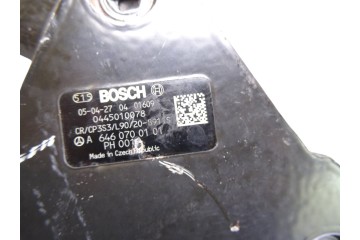 S1S BOSCH
05-04-27 04 01609
0445010078
CR/CP3S3/L90/20-
A 646 070 01 01
PH 001
Made in Czech Republic